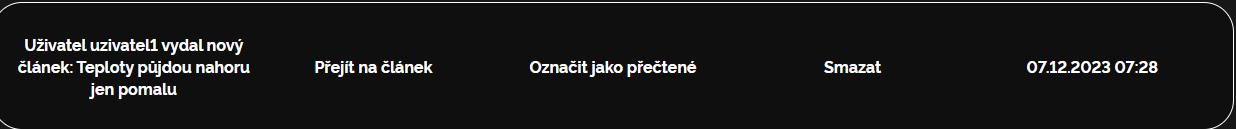 Uživatel uzivatel1 vydal nový
článek: Teploty půjdou nahoru
jen pomalu
Přejít na článek
Označit jako přečtené
Smazat
07.12.2023 07:28